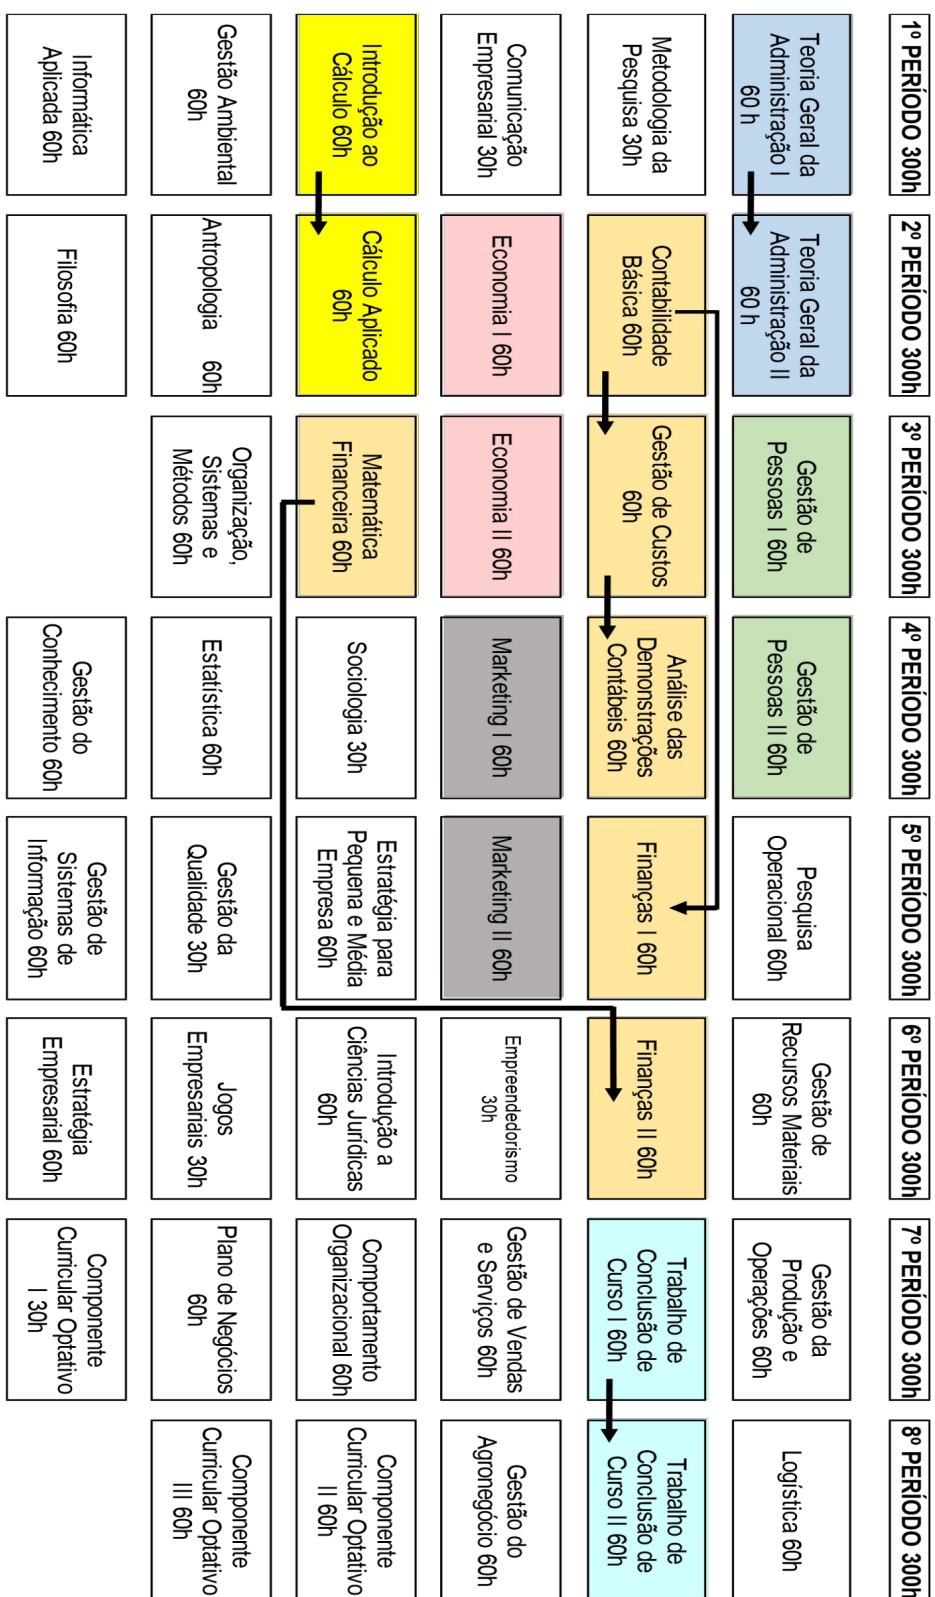 1º PERÍODO 300h
Teoria Geral da
Administração I
60 h
Metodologia da
Pesquisa 30h
Comunicação
Empresarial 30h
Introdução ao
Cálculo 60h
Gestão Ambiental
60h
Informática
Aplicada 60h
2º PERÍODO 300h
Teoria Geral da
Administração II
60 h
Contabilidade
Básica 60h
Economia I 60h
Cálculo Aplicado
60h
Antropologia 60h
Filosofia 60h
3º PERÍODO 300h
Gestão de
Pessoas I 60h
Gestão de Custos
60h
Economia II 60h
Matemática
Financeira 60h
Organização,
Sistemas e
Métodos 60h
4º PERÍODO 300h
Gestão de
Pessoas II 60h
Análise das
Demonstrações
Contábeis 60h
Marketing I 60h
Sociologia 30h
Estatística 60h
Gestão do
Conhecimento 60h
5º PERÍODO 300h
Pesquisa
Operacional 60h
Finanças I 60h
Marketing II 60h
Estratégia para
Pequena e Média
Empresa 60h
Gestão da
Qualidade 30h
Gestão de
Sistemas de
Informação 60h
6º PERÍODO 300h
Gestão de
Recursos Materiais
60h
Finanças II 60h
Empreendedorismo
30h
Introdução a
Ciências Jurídicas
60h
Jogos
Empresariais 30h
Estratégia
Empresarial 60h
7º PERÍODO 300h
Gestão da
Produção e
Operações 60h
Trabalho de
Conclusão de
Curso I 60h
Gestão de Vendas
e Serviços 60h
Comportamento
Organizacional 60h
Plano de Negócios
60h
Componente
Curricular Optativo
I 30h
8º PERÍODO 300h
Logística 60h
Trabalho de
Conclusão de
Curso II 60h
Gestão do
Agronegócio 60h
Componente
Curricular Optativo
II 60h
Componente
Curricular Optativo
III 60h